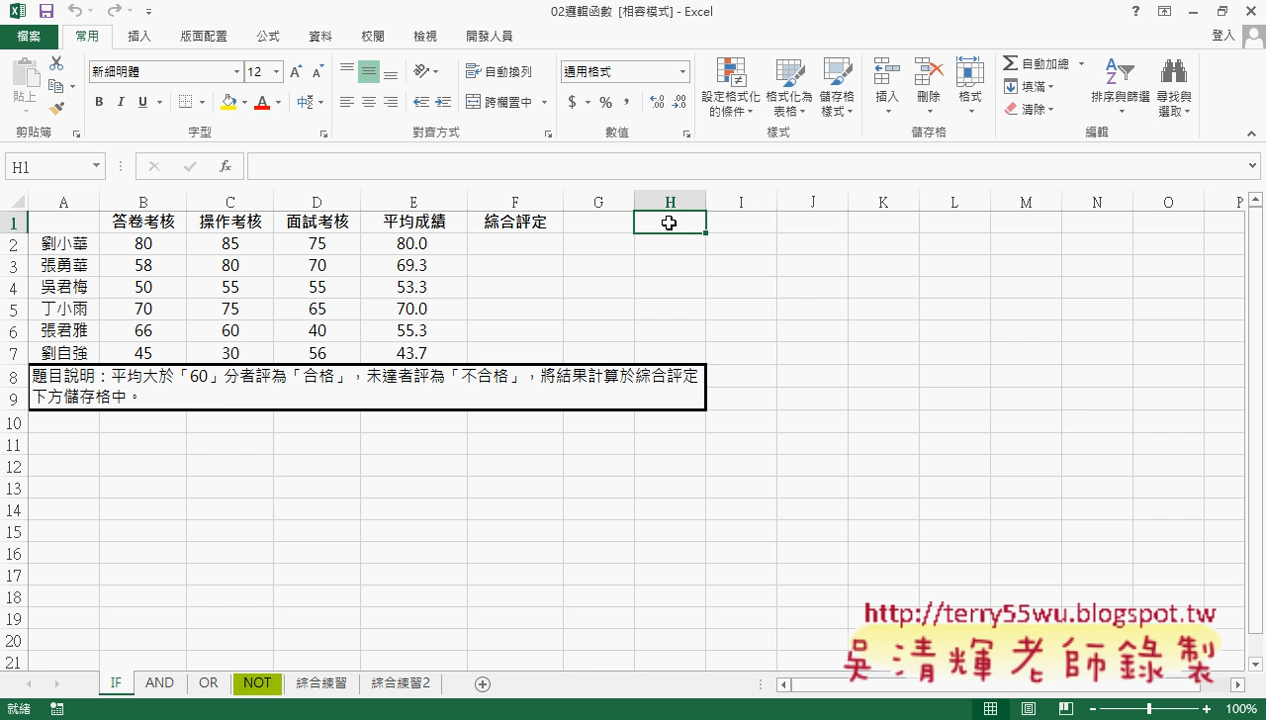 02邏輯函數 [相容模式] - Excel
檔案 常用 插入 版面配置 公式 資料 校閱 檢視 開發人員 登入
新細明體 12 自動換列 通用格式 自動加總
貼上 B I U 中 跨欄置中 $ % , 設定格式化的條件 格式化為表格 儲存格樣式 插入 刪除 格式 填滿 清除 排序與篩選 尋找與選取
剪貼簿 字型 對齊方式 數值 樣式 儲存格 編輯
H1 fx
A B C D E F G H I J K L M N O P
1 答卷考核 操作考核 面試考核 平均成績 綜合評定
2 劉小華 80 85 75 80.0
3 張勇華 58 80 70 69.3
4 吳君梅 50 55 55 53.3
5 丁小雨 70 75 65 70.0
6 張君雅 66 60 40 55.3
7 劉自強 45 30 56 43.7
8 題目說明：平均大於「60」分者評為「合格」，未達者評為「不合格」，將結果計算於綜合評定
9 下方儲存格中。
10
11
12
13
14
15
16
17
18
19
20
21
http://terry55wu.blogspot.tw
吳清輝老師錄製
IF AND OR NOT 綜合練習 綜合練習2
就緒 100%